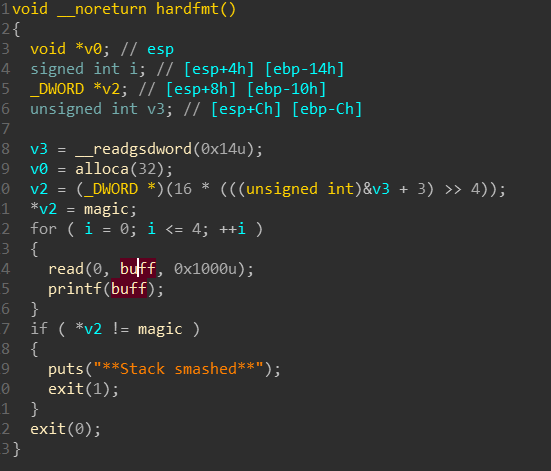 1void __noreturn hardfmt()
2{
3  void *v0; // esp
4  signed int i; // [esp+4h] [ebp-14h]
5  _DWORD *v2; // [esp+8h] [ebp-10h]
6  unsigned int v3; // [esp+Ch] [ebp-Ch]
7
8  v3 = __readgsdword(0x14u);
9  v0 = alloca(32);
0  v2 = (_DWORD *)(16 * (((unsigned int)&v3 + 3) >> 4));
1  *v2 = magic;
2  for ( i = 0; i <= 4; ++i )
3  {
4    read(0, buff, 0x1000u);
5    printf(buff);
6  }
7  if ( *v2 != magic )
8  {
9    puts("**Stack smashed**");
0    exit(1);
1  }
2  exit(0);
3}